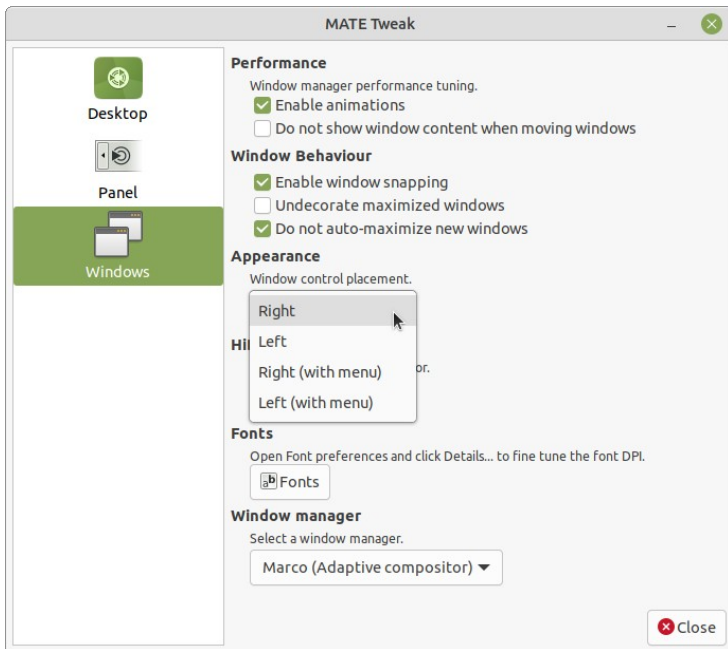 MATE Tweak
Desktop
Panel
Windows
Performance
Window manager performance tuning.
Enable animations
Do not show window content when moving windows
Window Behaviour
Enable window snapping
Undecorate maximized windows
Do not auto-maximize new windows
Appearance
Window control placement.
Right
Left
Right (with menu)
Left (with menu)
Fonts
Open Font preferences and click Details... to fine tune the font DPI.
Fonts
Window manager
Select a window manager.
Marco (Adaptive compositor)
Close